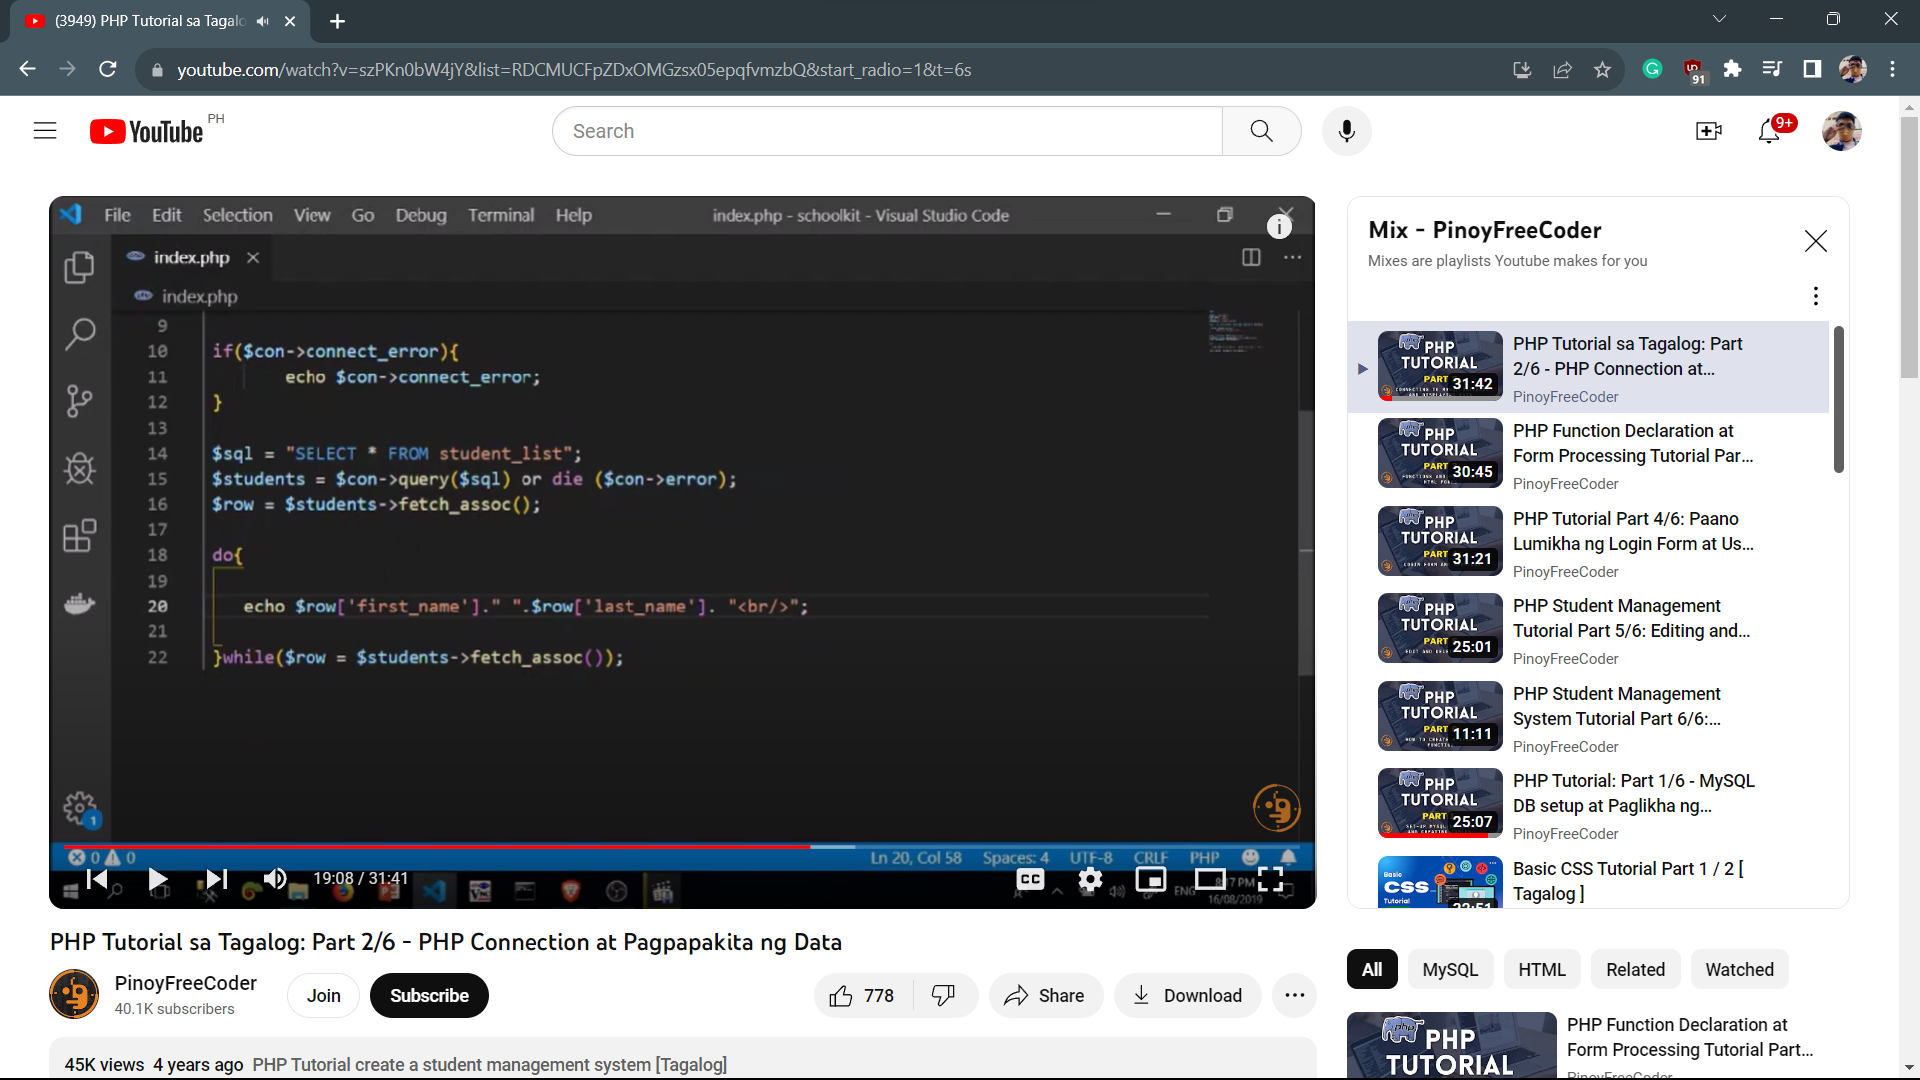 (3949) PHP Tutorial sa Tagalo
youtube.com/watch?v=szPKn0bW4jY&list=RDCMUCFpZDxOMGzsx05epqfvmzbQ&start_radio=1&t=6s
91
YouTube PH
Search
9+
File Edit Selection View Go Debug Terminal Help
index.php - schoolkit - Visual Studio Code
index.php
index.php
9
10 if($con->connect_error){
11 echo $con->connect_error;
12 }
13
14 $sql = "SELECT * FROM student_list";
15 $students = $con->query($sql) or die ($con->error);
16 $row = $students->fetch_assoc();
17
18 do{
19
20 echo $row['first_name']." ".$row['last_name']. "<br/>";
21
22 }while($row = $students->fetch_assoc());
1
0 0 Ln 20, Col 58 Spaces: 4 UTF-8 CRLF PHP
19:08 / 31:41
CC
ENG
16/08/2019
PHP Tutorial sa Tagalog: Part 2/6 - PHP Connection at Pagpapakita ng Data
PinoyFreeCoder
40.1K subscribers
Join
Subscribe
778
Share
Download
45K views 4 years ago PHP Tutorial create a student management system [Tagalog]
Mix - PinoyFreeCoder
Mixes are playlists Youtube makes for you
PHP TUTORIAL PART
31:42
PHP Tutorial sa Tagalog: Part
2/6 - PHP Connection at...
PinoyFreeCoder
PHP TUTORIAL PART
30:45
PHP Function Declaration at
Form Processing Tutorial Par...
PinoyFreeCoder
PHP TUTORIAL PART
31:21
PHP Tutorial Part 4/6: Paano
Lumikha ng Login Form at Us...
PinoyFreeCoder
PHP TUTORIAL PART
25:01
PHP Student Management
Tutorial Part 5/6: Editing and...
PinoyFreeCoder
PHP TUTORIAL PART
11:11
PHP Student Management
System Tutorial Part 6/6:...
PinoyFreeCoder
PHP TUTORIAL PART
25:07
PHP Tutorial: Part 1/6 - MySQL
DB setup at Paglikha ng...
PinoyFreeCoder
Basic
CSS
Tutorial
Basic CSS Tutorial Part 1 / 2 [
Tagalog ]
All MySQL HTML Related Watched
php
PHP
TUTORIAL
PHP Function Declaration at
Form Processing Tutorial Part...
PinoyFreeCoder